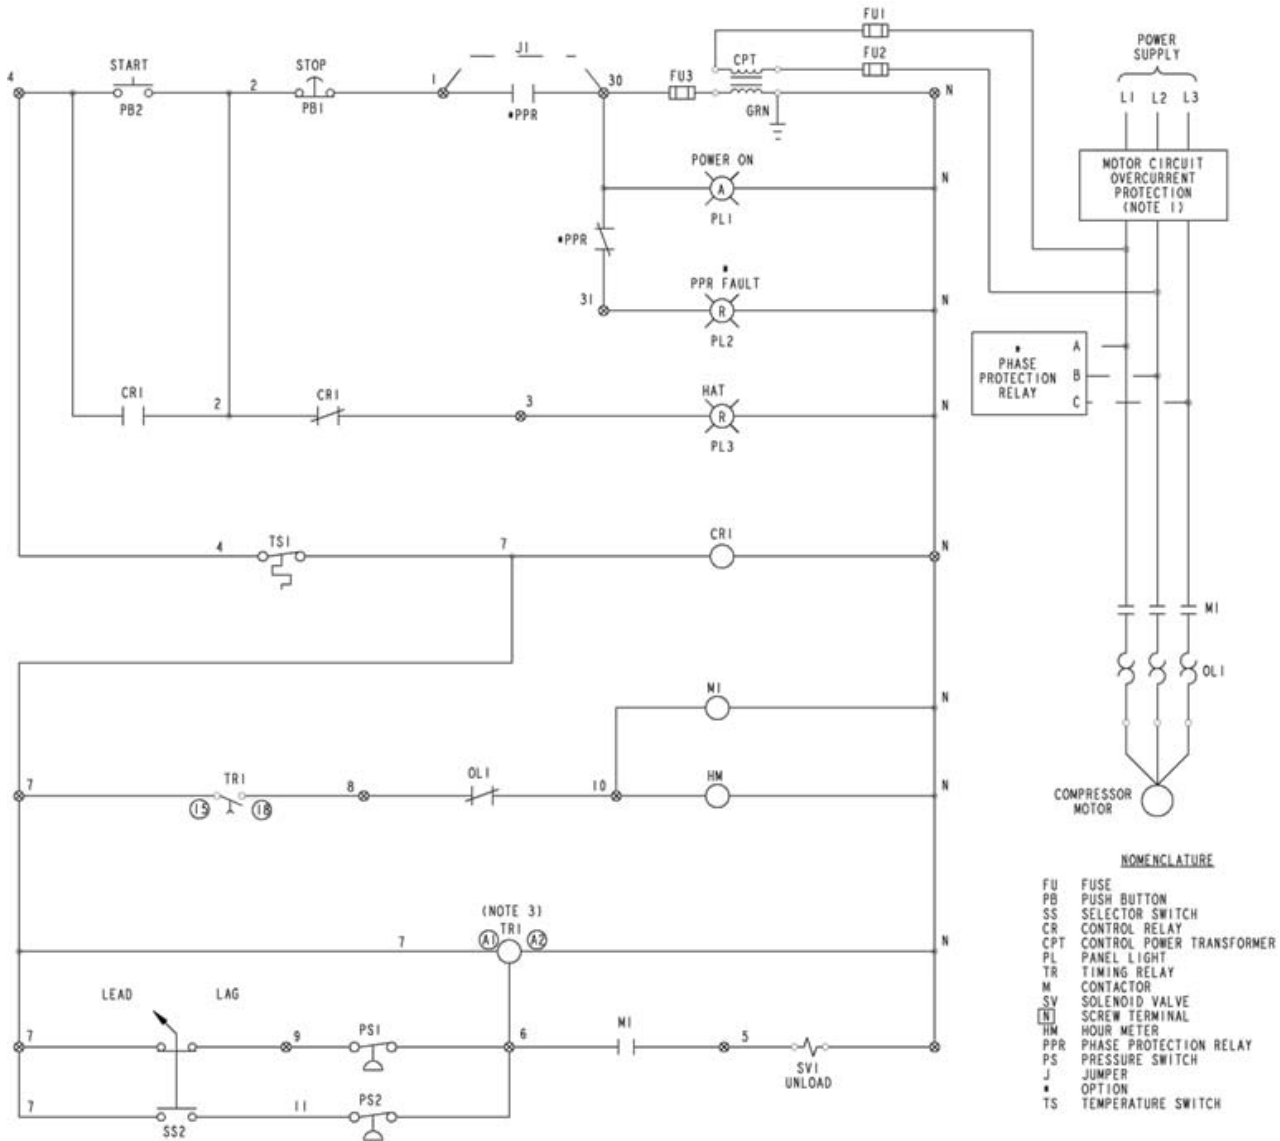 FU1
FU2
POWER
SUPPLY
J1
CPT
START
STOP
4
2
1
30
FU3
N
L1 L2 L3
PB2
PB1
*PPR
GRN
POWER ON
MOTOR CIRCUIT
OVERCURRENT
PROTECTION
(NOTE 1)
A
N
PL1
*PPR
*
PPR FAULT
31
R
N
PL2
*
PHASE
PROTECTION
RELAY
A
B
C
CR1
2
CR1
3
HAT
R
N
PL3
4
TS1
7
CR1
N
M1
OL1
M1
N
7
TR1
15
18
8
OL1
10
HM
N
COMPRESSOR
MOTOR
(NOTE 3)
TR1
7
A1
A2
N
LEAD
LAG
7
9
PS1
6
M1
5
SV1
UNLOAD
7
11
PS2
SS2
NOMENCLATURE
FU FUSE
PB PUSH BUTTON
SS SELECTOR SWITCH
CR CONTROL RELAY
CPT CONTROL POWER TRANSFORMER
PL PANEL LIGHT
TR TIMING RELAY
M CONTACTOR
SV SOLENOID VALVE
N SCREW TERMINAL
HM HOUR METER
PPR PHASE PROTECTION RELAY
PS PRESSURE SWITCH
J JUMPER
* OPTION
TS TEMPERATURE SWITCH